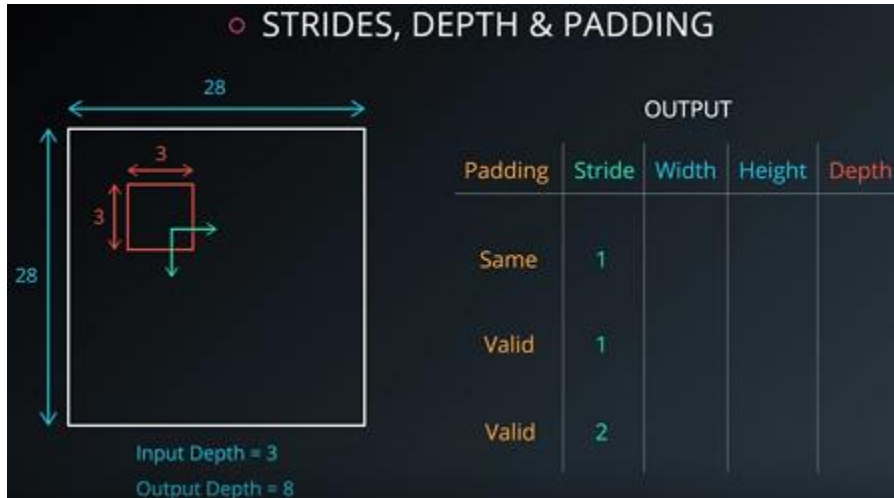 STRIDES, DEPTH & PADDING
28
28
3
3
Input Depth = 3
Output Depth = 8
OUTPUT
Padding Stride Width Height Depth
Same 1
Valid 1
Valid 2